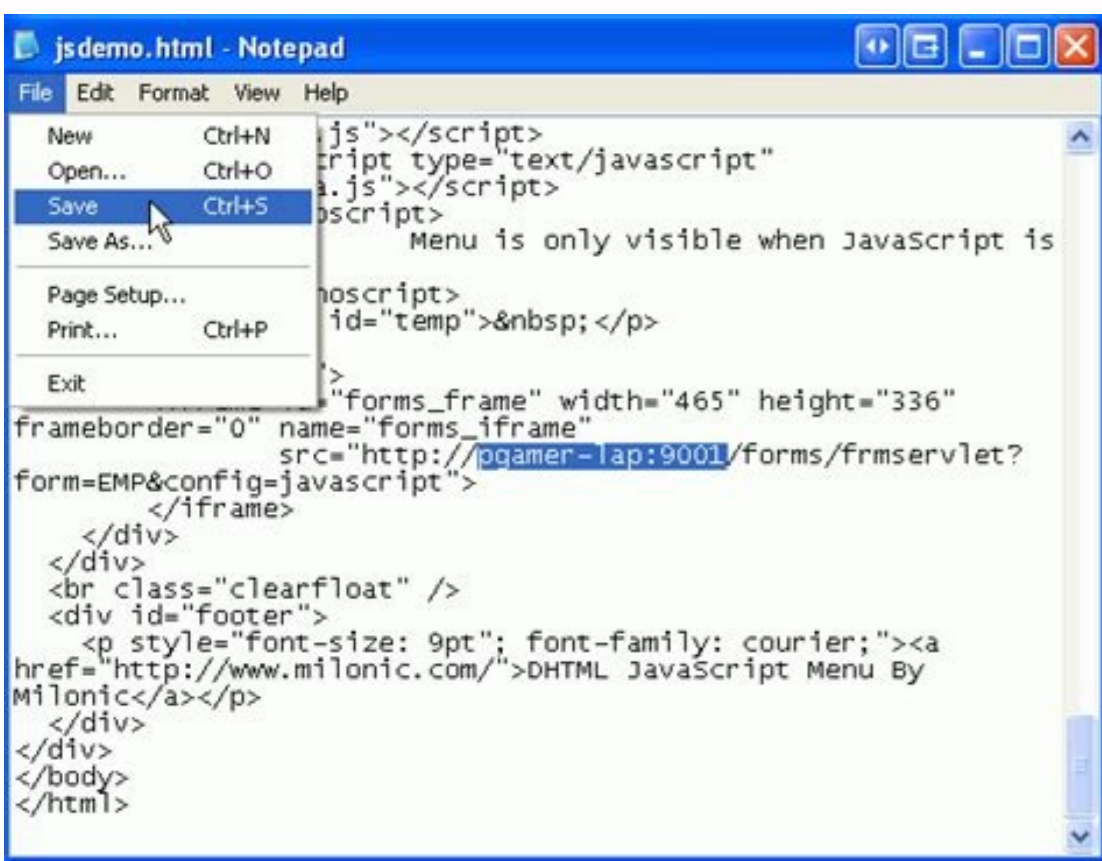 jsdemo.html - Notepad
File Edit Format View Help
New Ctrl+N
Open... Ctrl+O
Save Ctrl+S
Save As...
Page Setup...
Print... Ctrl+P
Exit
.js"></script>
type="text/javascript"
.js"></script>
Menu is only visible when JavaScript is
id="temp">&nbsp;</p>
">
"forms_frame" width="465" height="336"
frameborder="0" name="forms_iframe"
src="http://pgamer-lap:9001/forms/frmservlet?
form=EMP&config=javascript">
</iframe>
</div>
</div>
<br class="clearfloat" />
<div id="footer">
<p style="font-size: 9pt"; font-family: courier;"><a
href="http://www.milonic.com/">DHTML JavaScript Menu By
Milonic</a></p>
</div>
</div>
</body>
</html>